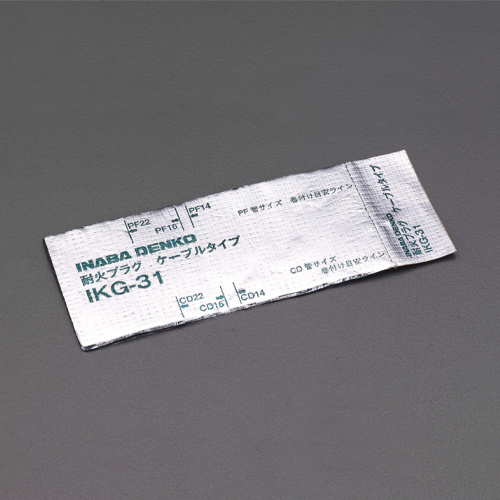 PF22
PF16
PF14
PF管サイズ 巻付け目安ライン
INABA DENKO
耐火プラグ ケーブルタイプ
IKG-31
CD管サイズ 巻付け目安ライン
CD22
CD16
CD14
INABA DENKO
耐火プラグ ケーブルタイプ
IKG-31